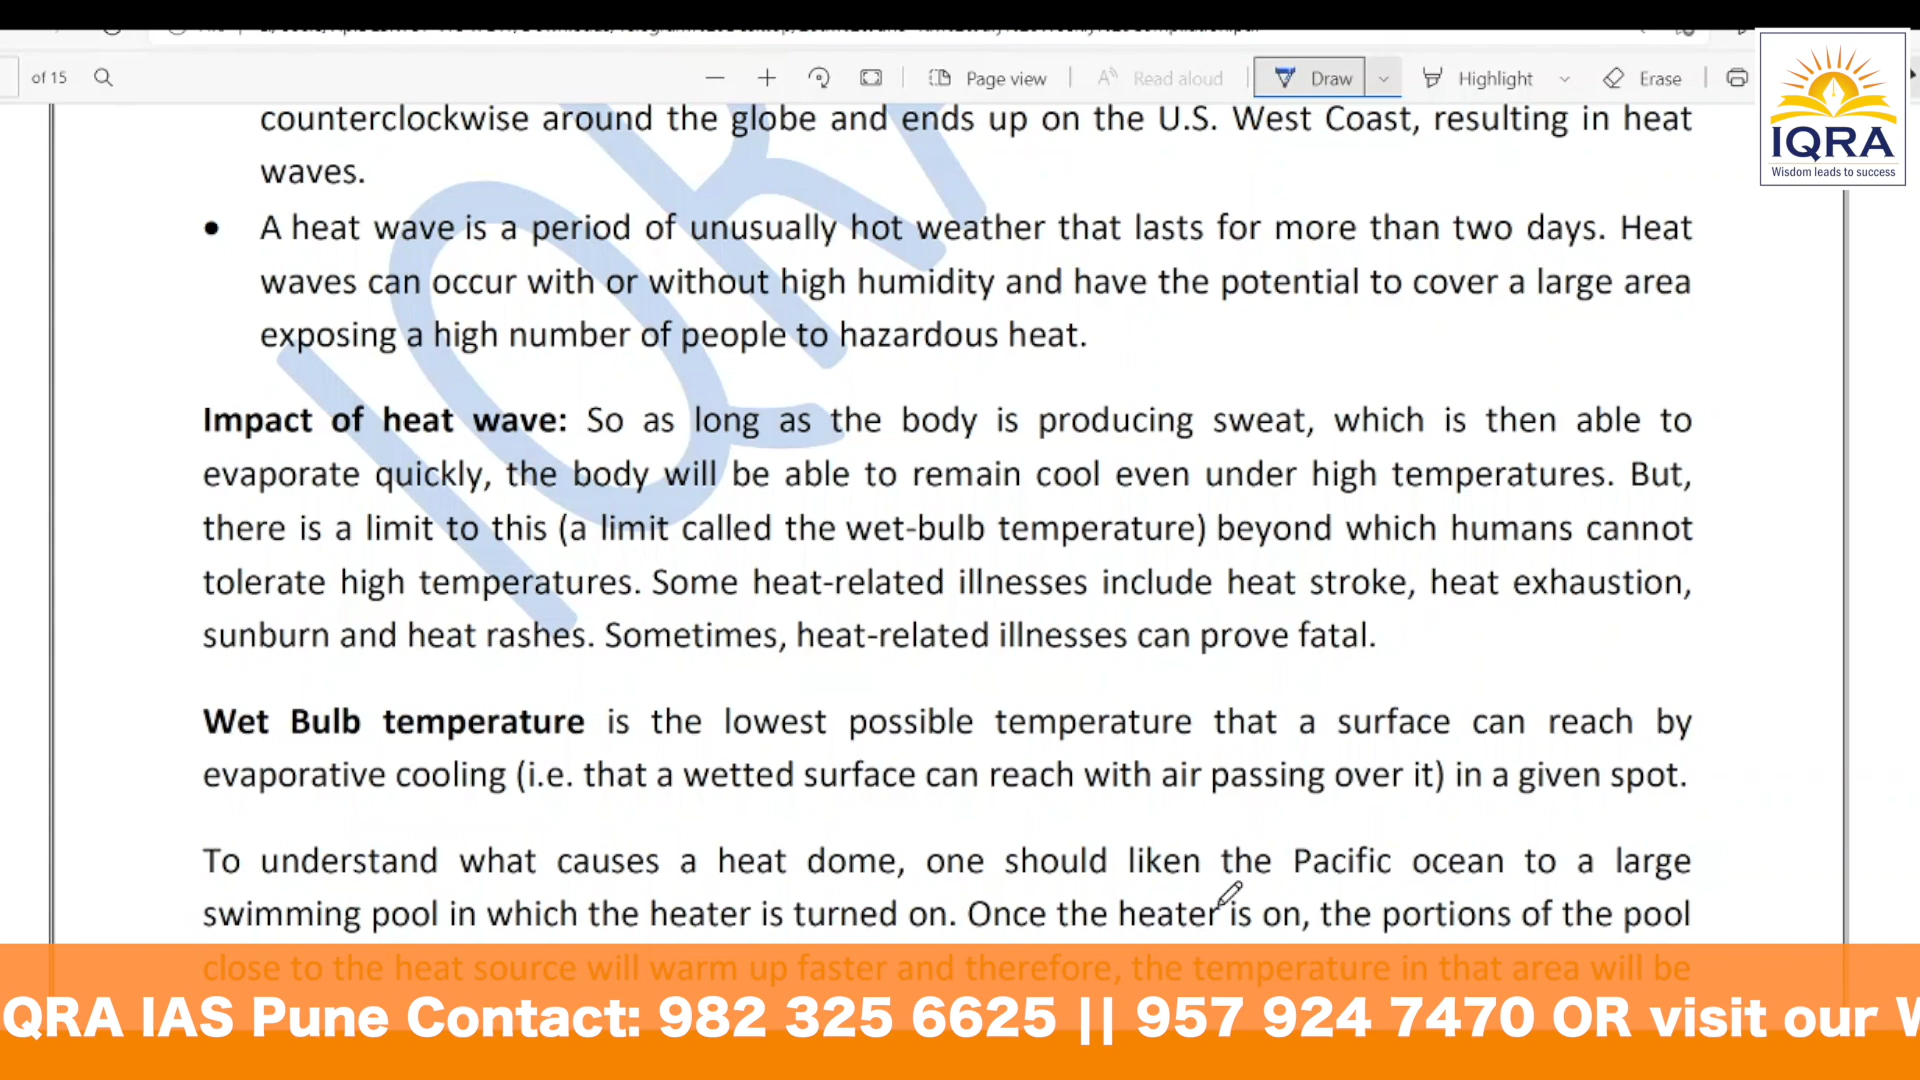 of 15
Page view
Read aloud
Draw
Highlight
Erase
IQRA
Wisdom leads to success
counterclockwise around the globe and ends up on the U.S. West Coast, resulting in heat
waves.
• A heat wave is a period of unusually hot weather that lasts for more than two days. Heat
waves can occur with or without high humidity and have the potential to cover a large area
exposing a high number of people to hazardous heat.
Impact of heat wave: So as long as the body is producing sweat, which is then able to
evaporate quickly, the body will be able to remain cool even under high temperatures. But,
there is a limit to this (a limit called the wet-bulb temperature) beyond which humans cannot
tolerate high temperatures. Some heat-related illnesses include heat stroke, heat exhaustion,
sunburn and heat rashes. Sometimes, heat-related illnesses can prove fatal.
Wet Bulb temperature is the lowest possible temperature that a surface can reach by
evaporative cooling (i.e. that a wetted surface can reach with air passing over it) in a given spot.
To understand what causes a heat dome, one should liken the Pacific ocean to a large
swimming pool in which the heater is turned on. Once the heater is on, the portions of the pool
close to the heat source will warm up faster and therefore, the temperature in that area will be
QRA IAS Pune Contact: 982 325 6625 || 957 924 7470 OR visit our W